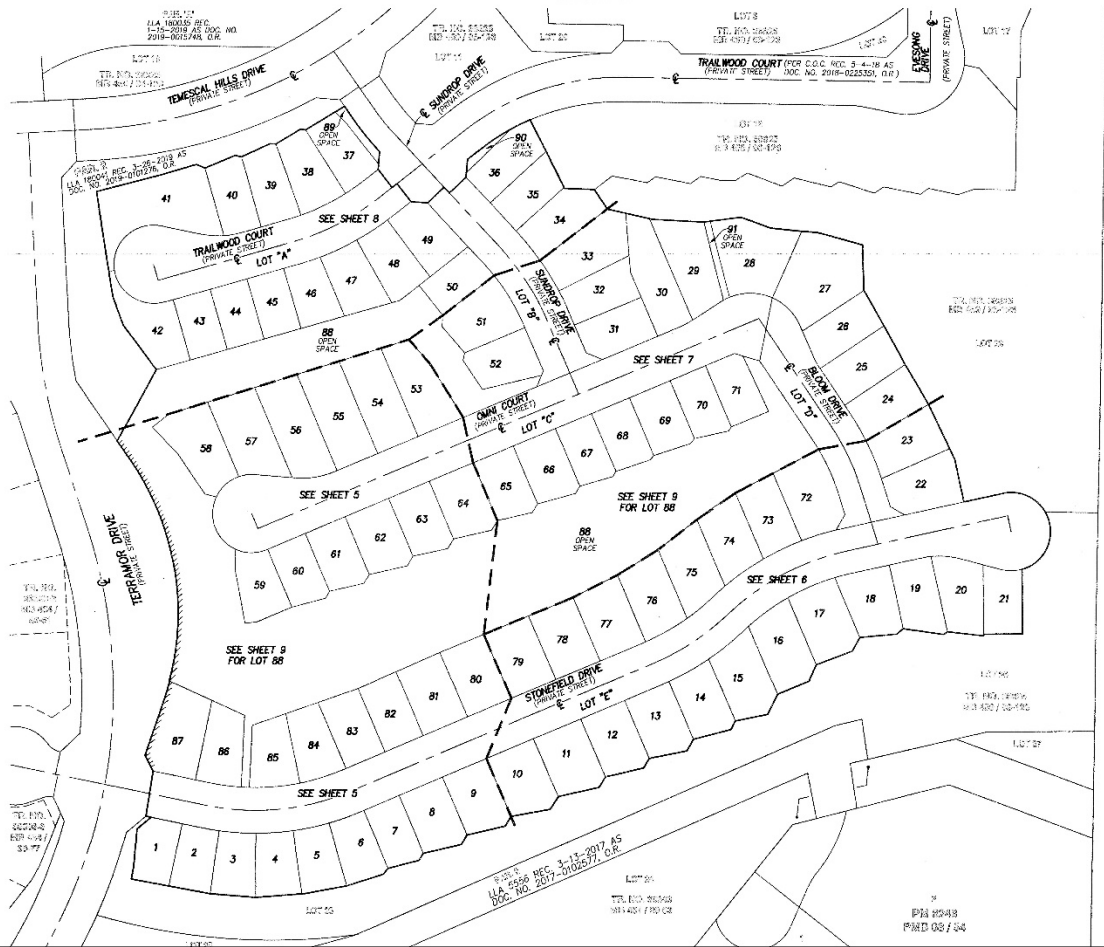 LLA 180035 REC.
1-15-2019 AS DOC. NO.
2019-0015748, O.R.
TEMESCAL HILLS DRIVE
(PRIVATE STREET)
℄
SUNDROP DRIVE
(PRIVATE STREET)
℄
TRAILWOOD COURT (PER C.O.C. REC. 5-4-18 AS
(PRIVATE STREET) DOC. NO. 2018-0225351, O.R.)
℄
EVESONG
DRIVE
(PRIVATE STREET)
℄
LLA 180041 REC. 3-26-2019 AS
DOC. NO. 2019-0101276, O.R.
89
OPEN
SPACE
90
OPEN
SPACE
41
40
39
38
37
36
35
34
SEE SHEET 8
TRAILWOOD COURT
(PRIVATE STREET)
℄ LOT "A"
42
43
44
45
46
47
48
49
50
88
OPEN
SPACE
SUNDROP DRIVE
(PRIVATE STREET)
LOT "B"
℄
33
32
31
30
29
91
OPEN
SPACE
28
27
26
25
24
23
22
51
52
SEE SHEET 7
OMNI COURT
(PRIVATE STREET)
℄ LOT "C"
BLOOM DRIVE
(PRIVATE STREET)
℄
LOT "D"
58
57
56
55
54
53
SEE SHEET 5
59
60
61
62
63
64
65
66
67
68
69
70
71
SEE SHEET 9
FOR LOT 88
88
OPEN
SPACE
TERRAMOR DRIVE
(PRIVATE STREET)
℄
SEE SHEET 9
FOR LOT 88
72
73
74
75
76
77
78
79
80
81
82
83
84
85
86
87
SEE SHEET 6
STONEFIELD DRIVE
(PRIVATE STREET)
℄ LOT "E"
SEE SHEET 5
1
2
3
4
5
6
7
8
9
10
11
12
13
14
15
16
17
18
19
20
21
LLA 5556 REC. 3-13-2017 AS
DOC. NO. 2017-0102577, O.R.